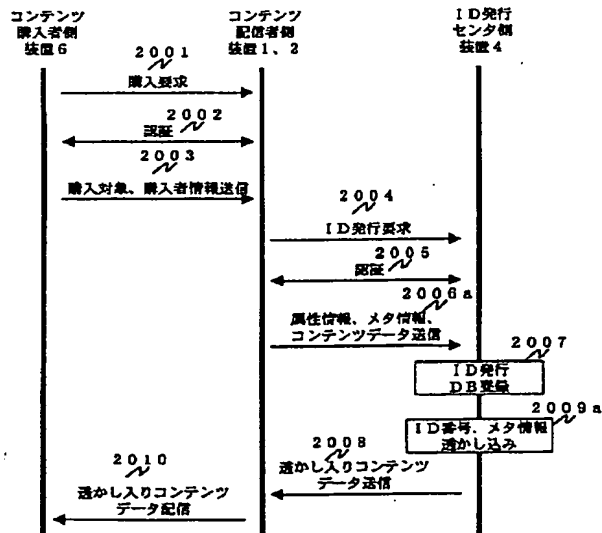 コンテンツ
購入者側
装置6
コンテンツ
配信者側
装置1、2
ID発行
センタ側
装置4
2001
購入要求
2002
認証
2003
購入対象、購入者情報送信
2004
ID発行要求
2005
認証
2006a
属性情報、メタ情報、
コンテンツデータ送信
2007
ID発行
DB登録
2009a
ID番号、メタ情報
透かし込み
2008
透かし入りコンテンツ
データ送信
2010
透かし入りコンテンツ
データ配信